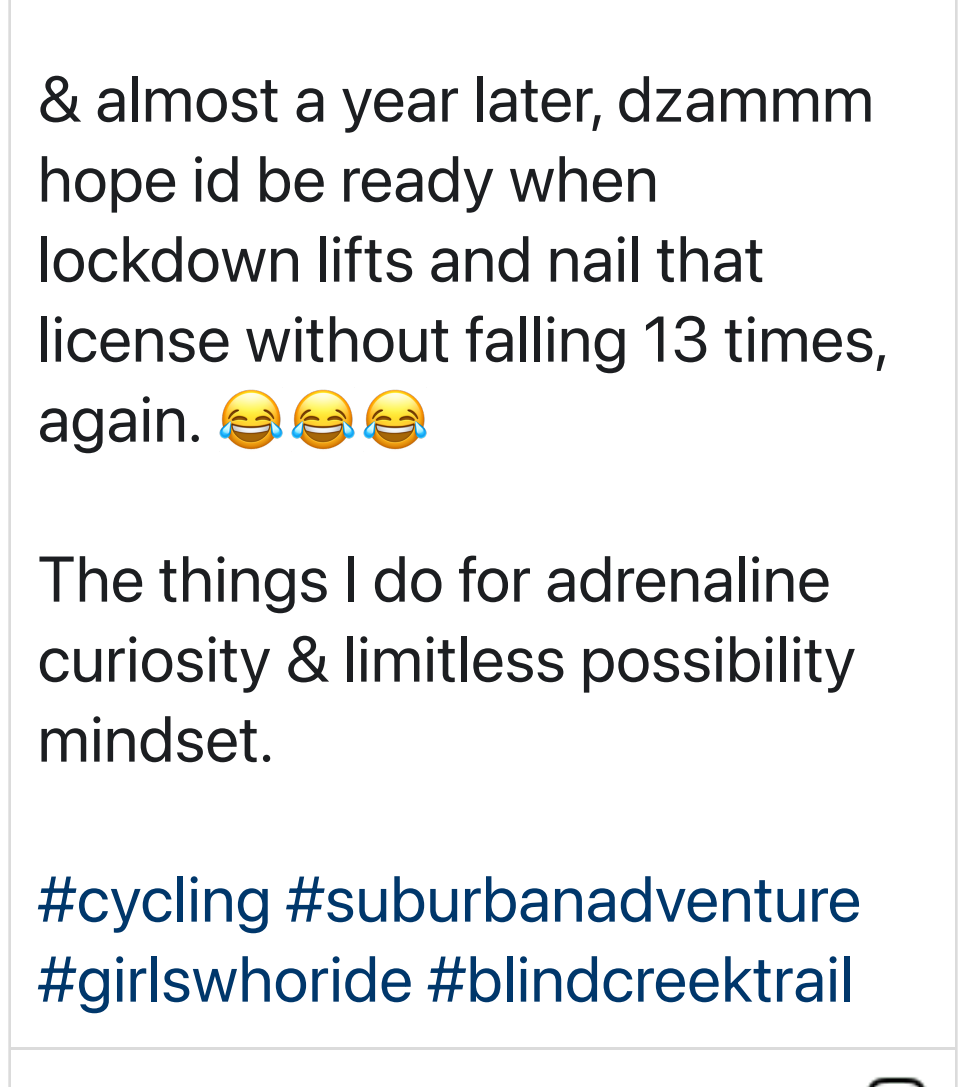 & almost a year later, dzammm
hope id be ready when
lockdown lifts and nail that
license without falling 13 times,
again. 😂😂😂
The things I do for adrenaline
curiosity & limitless possibility
mindset.
#cycling #suburbanadventure
#girlswhoride #blindcreektrail